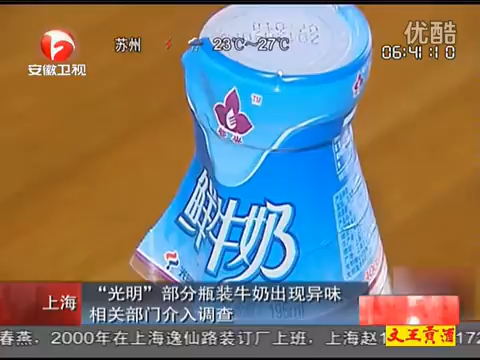 安徽卫视
苏州 23℃~27℃
优酷
06:41:10
TM
鲜牛奶
195ml
上海
“光明”部分瓶装牛奶出现异味
相关部门介入调查
春燕。2000年在上海逸仙路装订厂上班，上海赵
172
文王贡酒